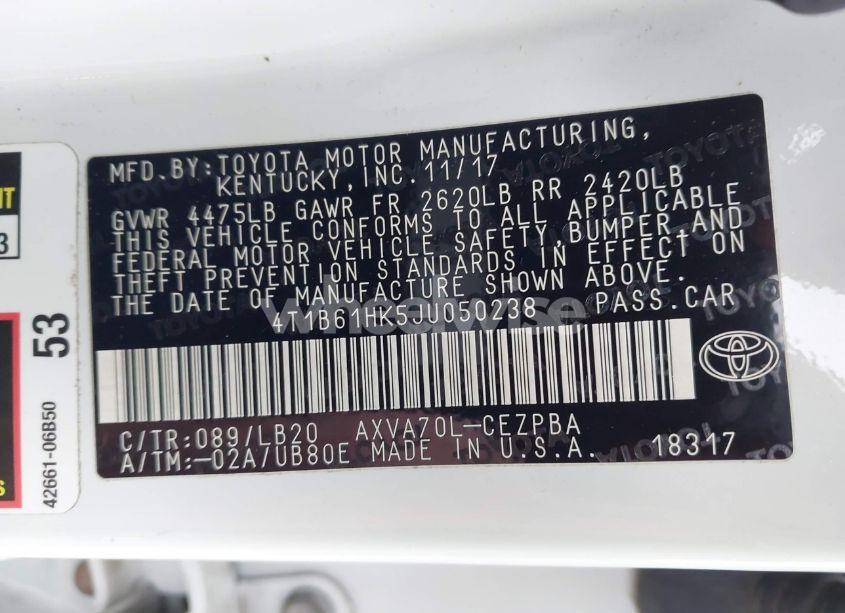 MFD.BY:TOYOTA MOTOR MANUFACTURING,
KENTUCKY,INC.11/17
GVWR 4475LB GAWR FR 2620LB RR 2420LB
THIS VEHICLE CONFORMS TO ALL APPLICABLE
FEDERAL MOTOR VEHICLE SAFETY,BUMPER,AND
THEFT PREVENTION STANDARDS IN EFFECT ON
THE DATE OF MANUFACTURE SHOWN ABOVE.
4T1B61HK5JU050238 PASS.CAR
C/TR:089/LB20 AXVA70L-CEZPBA
A/TM:-02A/UB80E MADE IN U.S.A. 18317
53
42661-06B50
wheelwise